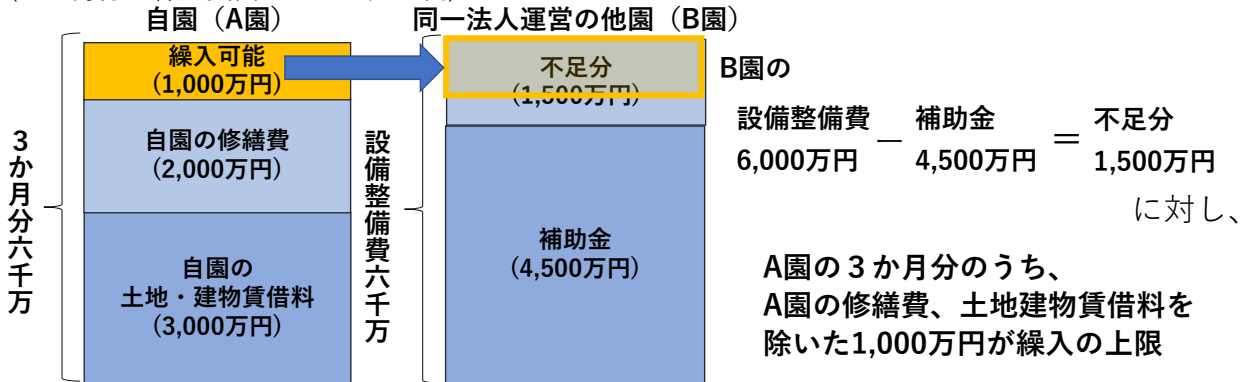 自園（A園）
同一法人運営の他園（B園）
３か月分六千万
繰入可能
（1,000万円）
自園の修繕費
（2,000万円）
自園の
土地・建物賃借料
（3,000万円）
設備整備費六千万
不足分
（1,500万円）
補助金
（4,500万円）
B園の
設備整備費 － 補助金 ＝ 不足分
6,000万円 4,500万円 1,500万円
に対し、
A園の３か月分のうち、
A園の修繕費、土地建物賃借料を
除いた1,000万円が繰入の上限